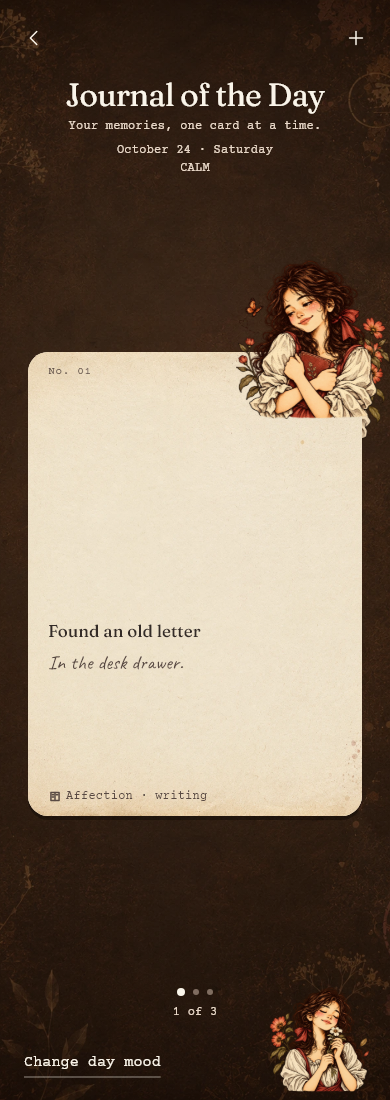 Journal of the Day
Your memories, one card at a time.
October 24 · Saturday
CALM
No. 01
Found an old letter
In the desk drawer.
Affection · writing
1 of 3
Change day mood